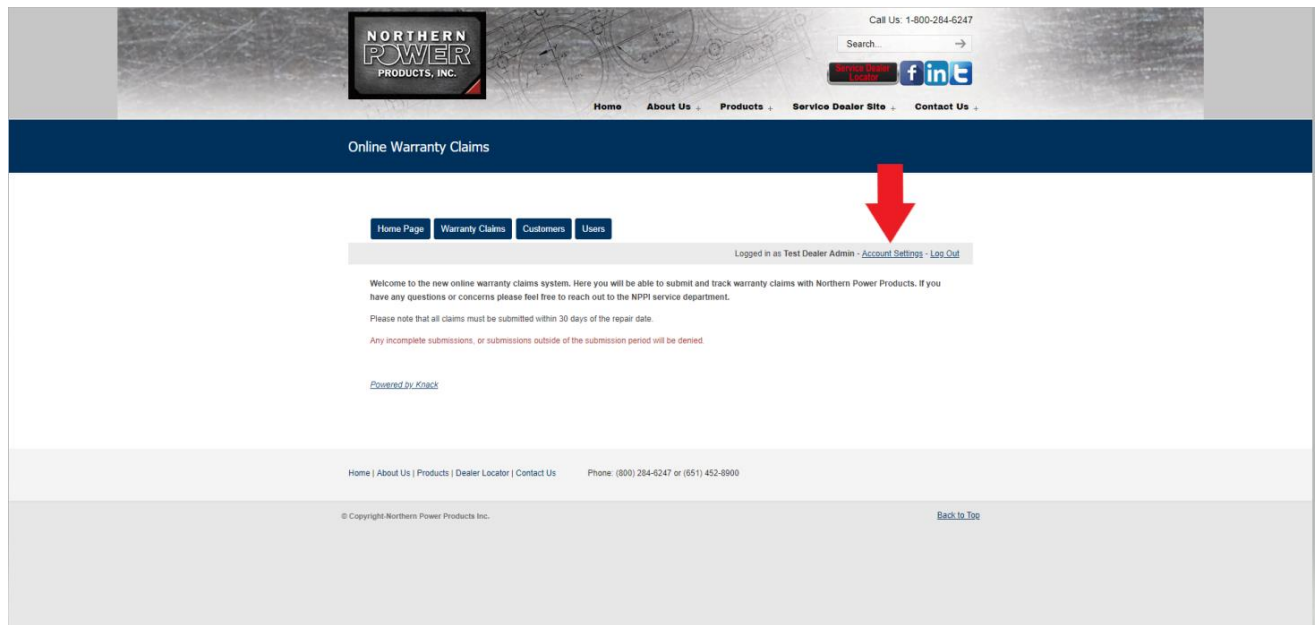 NORTHERN
POWER
PRODUCTS, INC.
Call Us: 1-800-284-6247
Search...
Service Dealer
Locator
Home About Us + Products + Service Dealer Site + Contact Us +
Online Warranty Claims
Home Page Warranty Claims Customers Users
Logged in as Test Dealer Admin - Account Settings - Log Out
Welcome to the new online warranty claims system. Here you will be able to submit and track warranty claims with Northern Power Products. If you
have any questions or concerns please feel free to reach out to the NPPI service department.
Please note that all claims must be submitted within 30 days of the repair date.
Any incomplete submissions, or submissions outside of the submission period will be denied.
Powered by Knack
Home | About Us | Products | Dealer Locator | Contact Us Phone: (800) 284-6247 or (651) 452-8900
© Copyright-Northern Power Products Inc. Back to Top